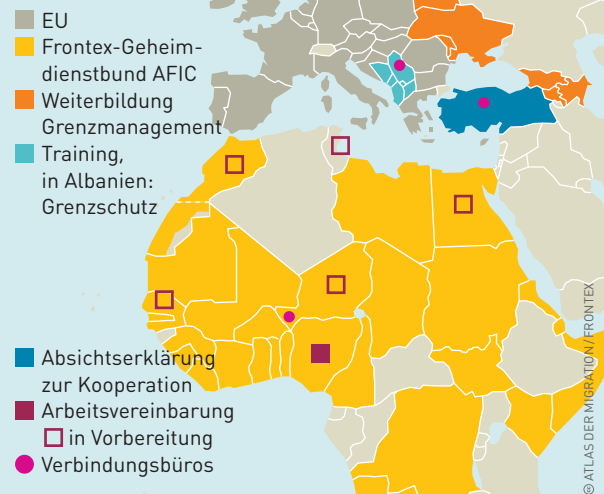 EU
Frontex-Geheim-
dienstbund AFIC
Weiterbildung
Grenzmanagement
Training,
in Albanien:
Grenzschutz
Absichtserklärung
zur Kooperation
Arbeitsvereinbarung
in Vorbereitung
Verbindungsbüros
© ATLAS DER MIGRATION / FRONTEX